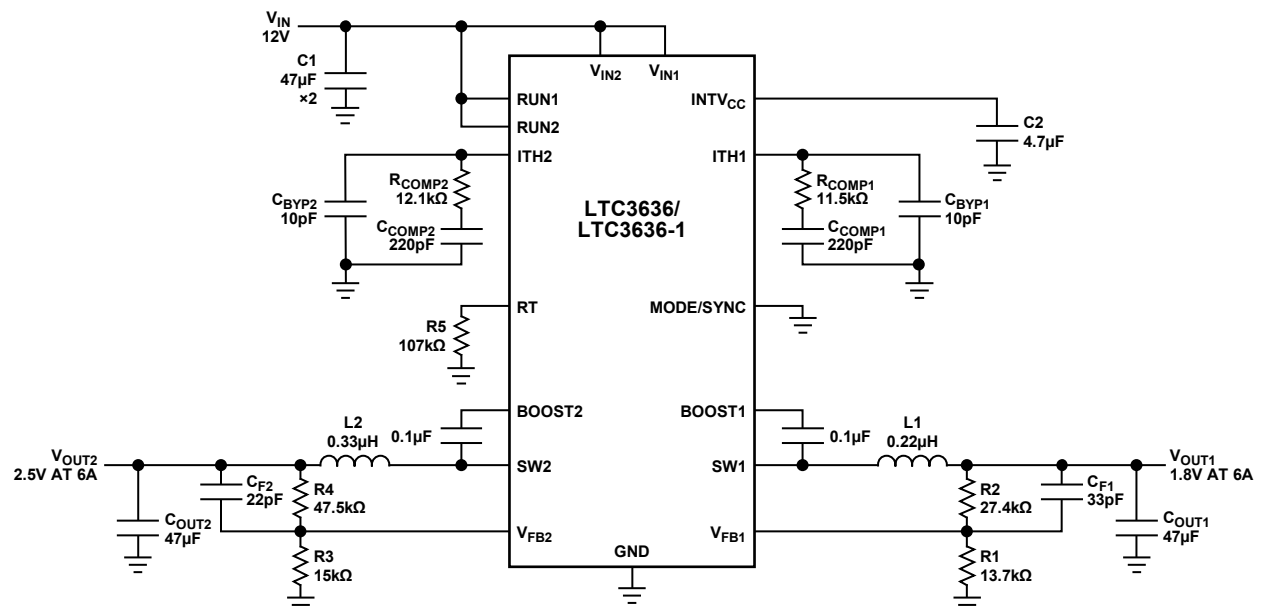 VIN
12V
C1
47µF
×2
VIN2
VIN1
RUN1
RUN2
INTVCC
C2
4.7µF
ITH2
ITH1
RCOMP2
12.1kΩ
CBYP2
10pF
CCOMP2
220pF
LTC3636/
LTC3636-1
RCOMP1
11.5kΩ
CBYP1
10pF
CCOMP1
220pF
RT
MODE/SYNC
R5
107kΩ
BOOST2
BOOST1
L2
0.33µH
0.1µF
0.1µF
L1
0.22µH
VOUT2
2.5V AT 6A
SW2
SW1
VOUT1
1.8V AT 6A
CF2
22pF
R4
47.5kΩ
R2
27.4kΩ
CF1
33pF
COUT2
47µF
VFB2
VFB1
COUT1
47µF
R3
15kΩ
GND
R1
13.7kΩ